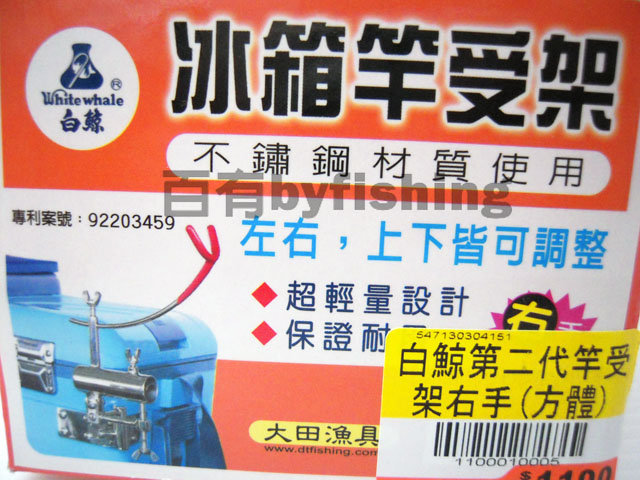 冰箱竿受架
White whale ®
白鯨
不鏽鋼材質使用
百有byfishing
專利案號：92203459
左右，上下皆可調整
◆超輕量設計
◆保證耐
右
547130304151
白鯨第二代竿受
架右手(方體)
1100010005
大田漁具
www.dtfishing.com